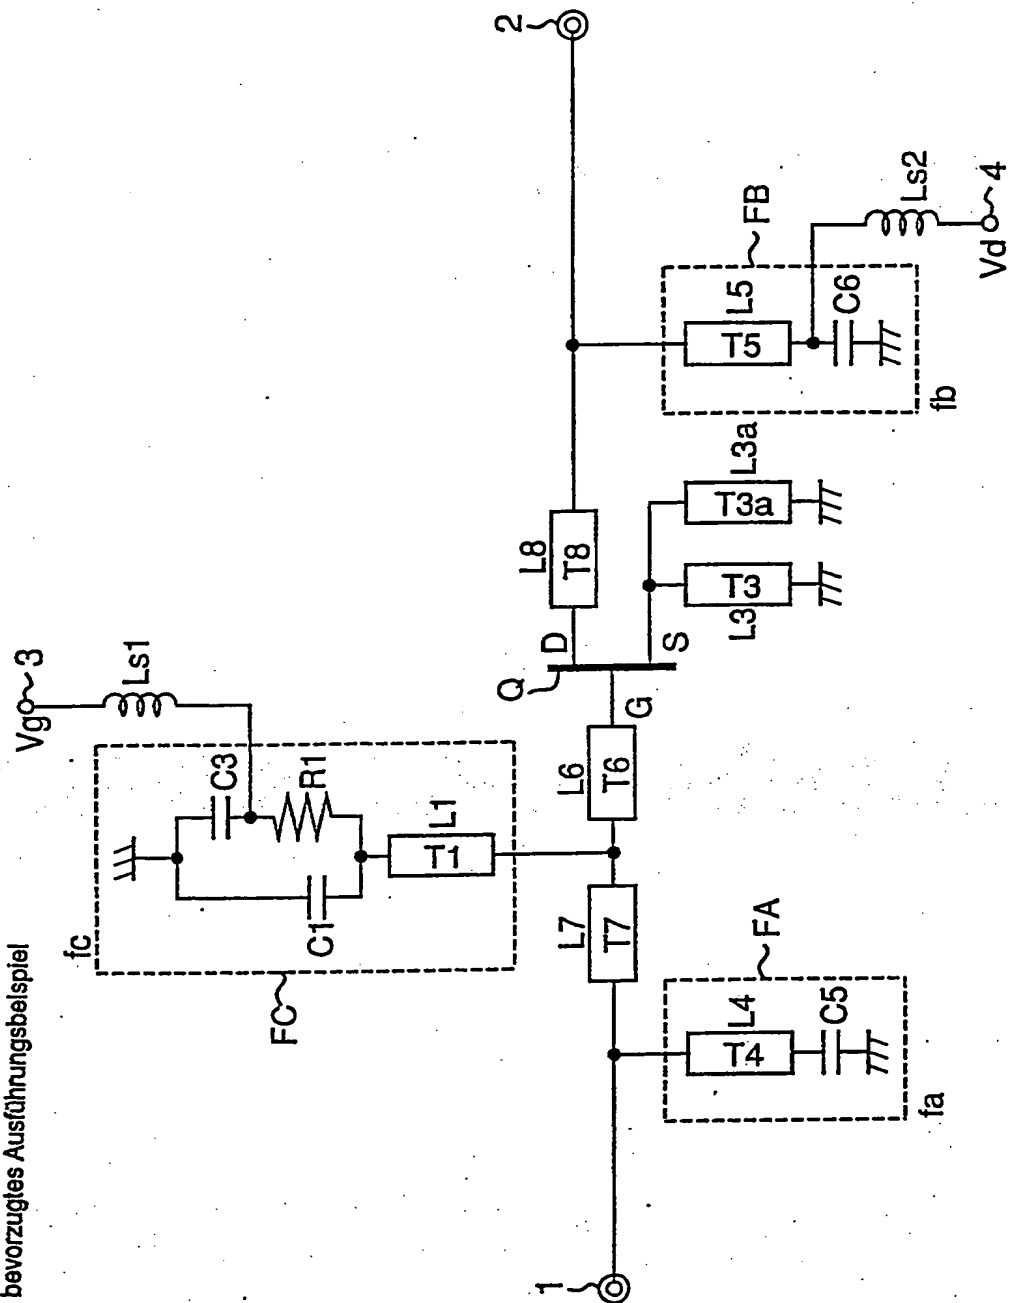 bevorzugtes Ausführungsbeispiel
Vg
3
Ls1
fc
C3
R1
C1
T1
L1
FC
Q
D
G
S
L8
T8
L6
T6
L7
T7
T3
L3
T3a
L3a
FB
L5
T5
C6
fb
Ls2
Vd
4
FA
L4
T4
C5
fa
1
2